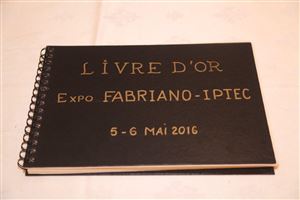 LIVRE D'OR
EXPO FABRIANO-IPTEC
5-6 MAI 2016